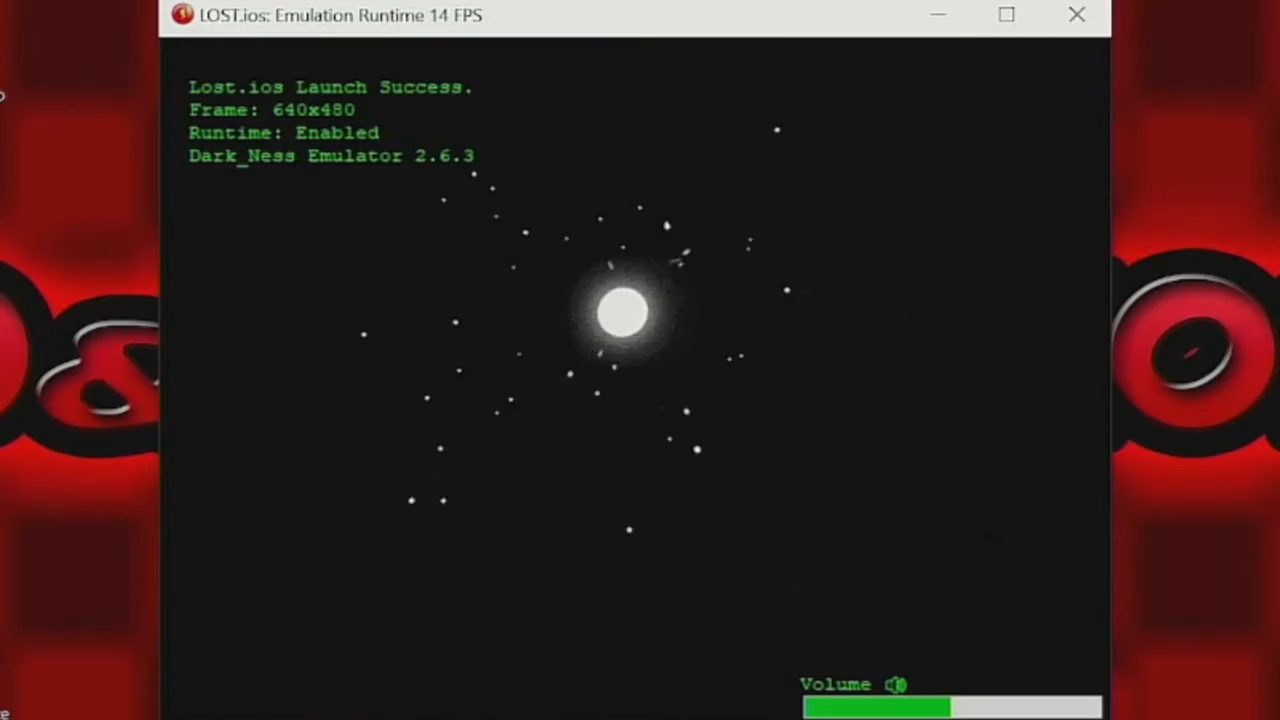 LOST.ios: Emulation Runtime 14 FPS
Lost.ios Launch Success.
Frame: 640x480
Runtime: Enabled
Dark_Ness Emulator 2.6.3
Volume